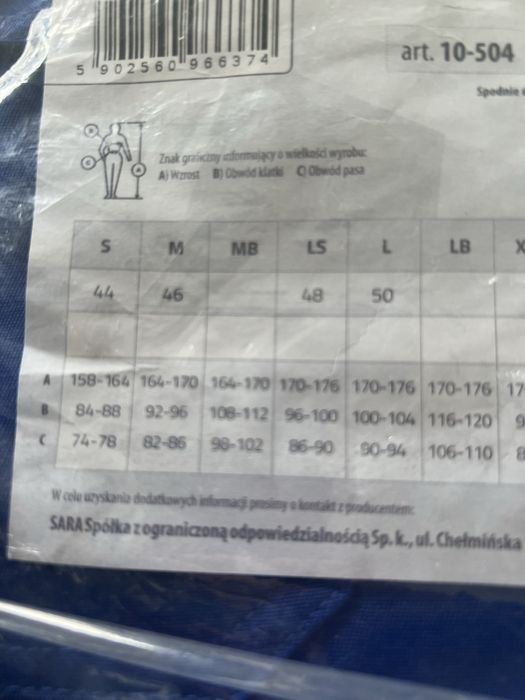 5 902560 966374
art. 10-504
Spodnie
Znak graficzny informujący o wielkości wyrobu:
A) Wzrost B) Obwód klatki C) Obwód pasa
S M MB LS L LB X
44 46 48 50
A 158-164 164-170 164-170 170-176 170-176 170-176 17
B 84-88 92-96 108-112 96-100 100-104 116-120 9
C 74-78 82-86 98-102 86-90 90-94 106-110 8
W celu uzyskania dodatkowych informacji prosimy o kontakt z producentem:
SARA Spółka z ograniczoną odpowiedzialnością Sp. k., ul. Chełmińska